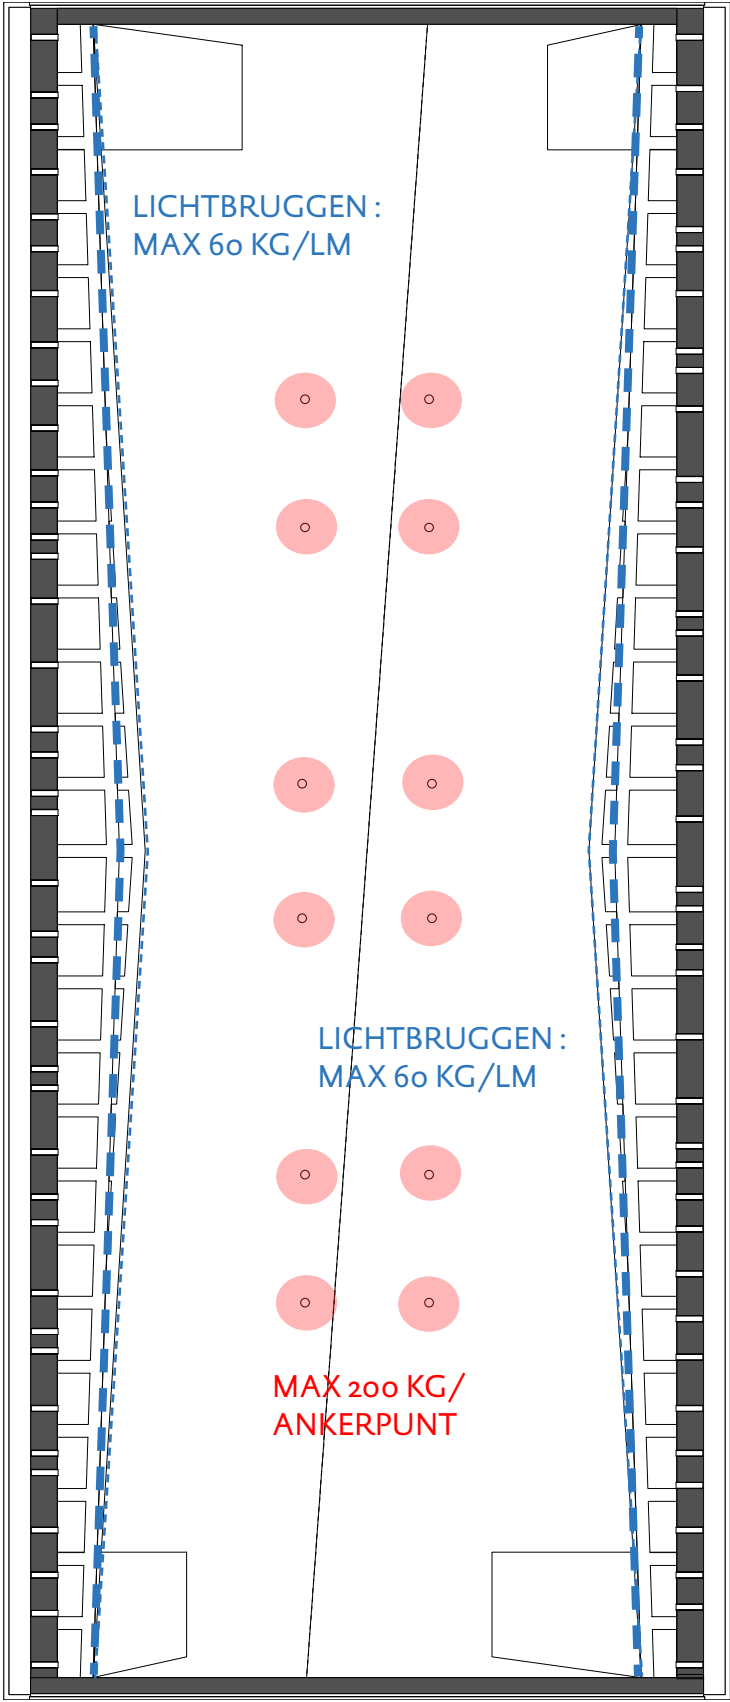 LICHTBRUGGEN :
MAX 60 KG/LM
LICHTBRUGGEN :
MAX 60 KG/LM
MAX 200 KG/
ANKERPUNT